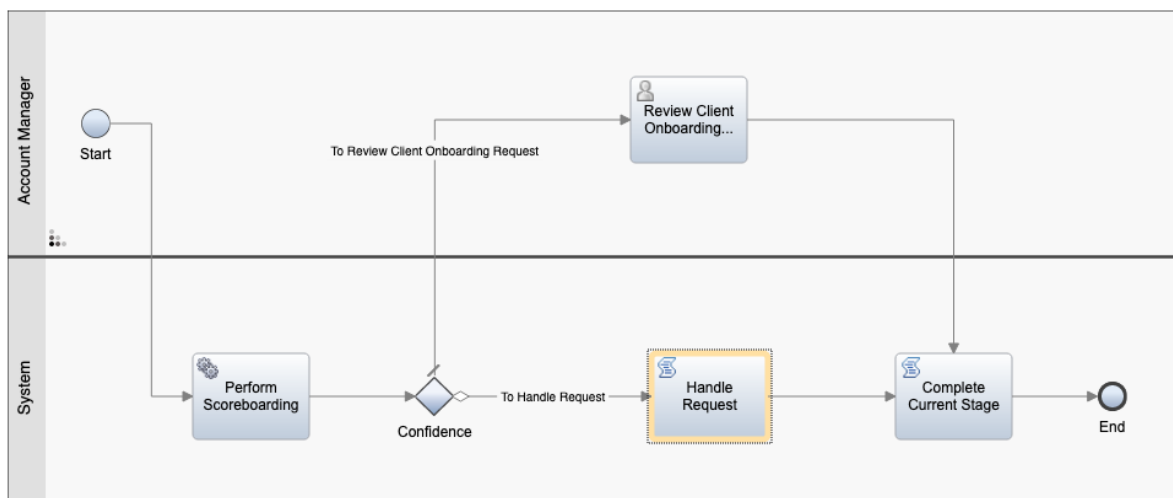 Account Manager
Start
To Review Client Onboarding Request
Review Client
Onboarding...
System
Perform
Scoreboarding
Confidence
To Handle Request
Handle
Request
Complete
Current Stage
End